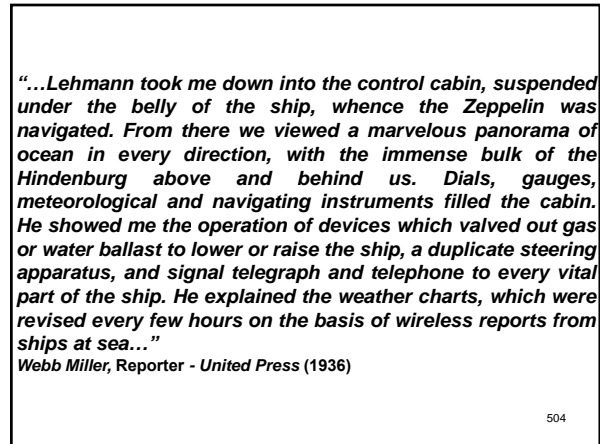 “…Lehmann took me down into the control cabin, suspended
under the belly of the ship, whence the Zeppelin was
navigated. From there we viewed a marvelous panorama of
ocean in every direction, with the immense bulk of the
Hindenburg above and behind us. Dials, gauges,
meteorological and navigating instruments filled the cabin.
He showed me the operation of devices which valved out gas
or water ballast to lower or raise the ship, a duplicate steering
apparatus, and signal telegraph and telephone to every vital
part of the ship. He explained the weather charts, which were
revised every few hours on the basis of wireless reports from
ships at sea…”
Webb Miller, Reporter - United Press (1936)
504